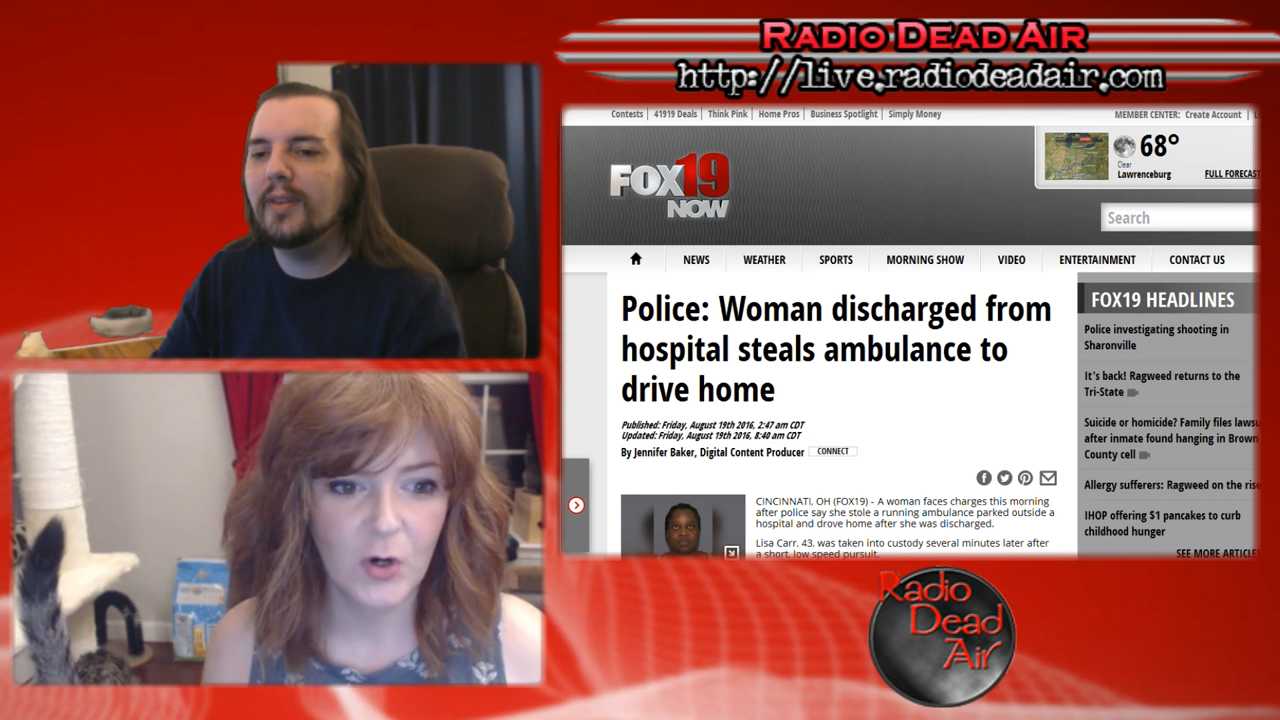 Radio Dead Air
http://live.radiodeadair.com
Contests
41919 Deals
Think Pink
Home Pros
Business Spotlight
Simply Money
MEMBER CENTER: Create Account
FOX19
NOW
68°
Clear
Lawrenceburg
FULL FORECAST
Search
NEWS
WEATHER
SPORTS
MORNING SHOW
VIDEO
ENTERTAINMENT
CONTACT US
Police: Woman discharged from
hospital steals ambulance to
drive home
Published: Friday, August 19th 2016, 2:47 am CDT
Updated: Friday, August 19th 2016, 8:40 am CDT
By Jennifer Baker, Digital Content Producer
CONNECT
CINCINNATI, OH (FOX19) - A woman faces charges this morning
after police say she stole a running ambulance parked outside a
hospital and drove home after she was discharged.
Lisa Carr, 43, was taken into custody several minutes later after
a short, low speed pursuit.
FOX19 HEADLINES
Police investigating shooting in
Sharonville
It's back! Ragweed returns to the
Tri-State
Suicide or homicide? Family files lawsu
after inmate found hanging in Brown
County cell
Allergy sufferers: Ragweed on the rise
IHOP offering $1 pancakes to curb
childhood hunger
SEE MORE ARTICLE
Radio
Dead
Air